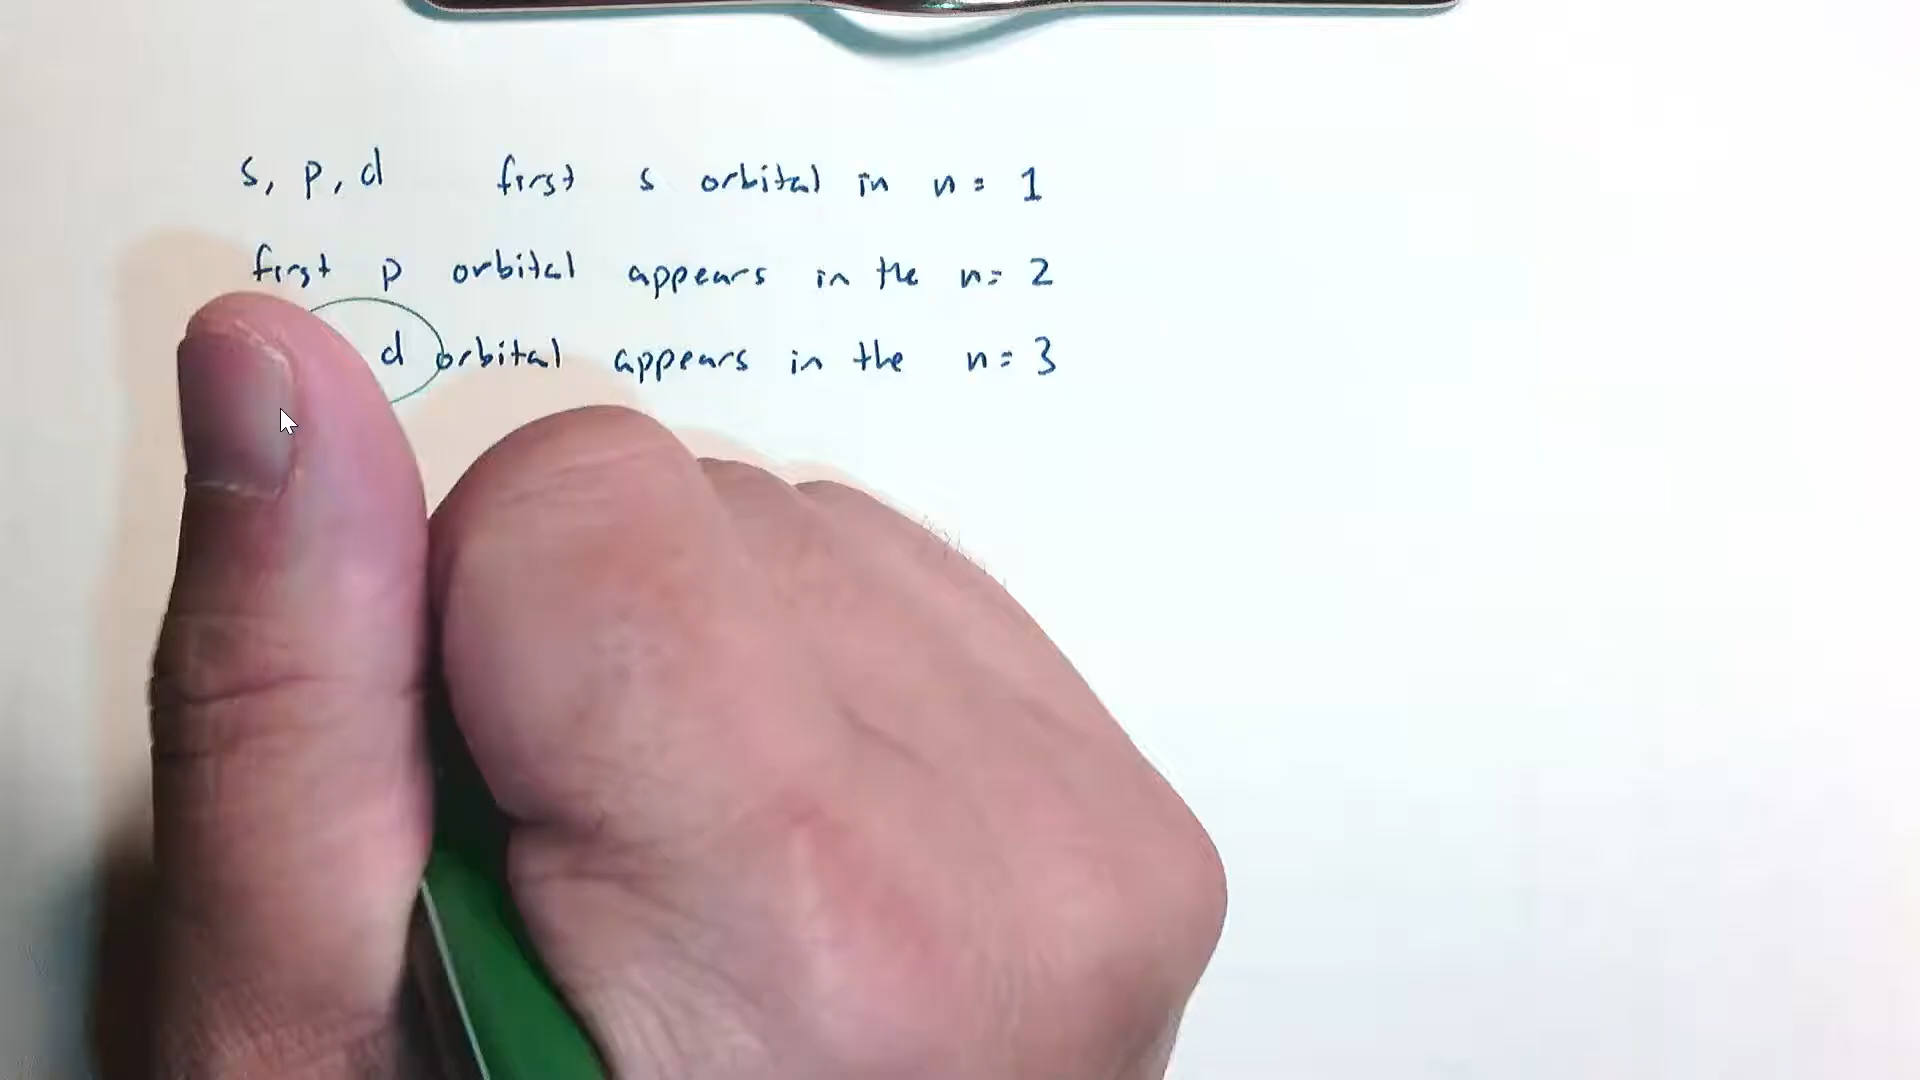 s, p, d first s orbital in n = 1
first p orbital appears in the n = 2
d orbital appears in the n = 3